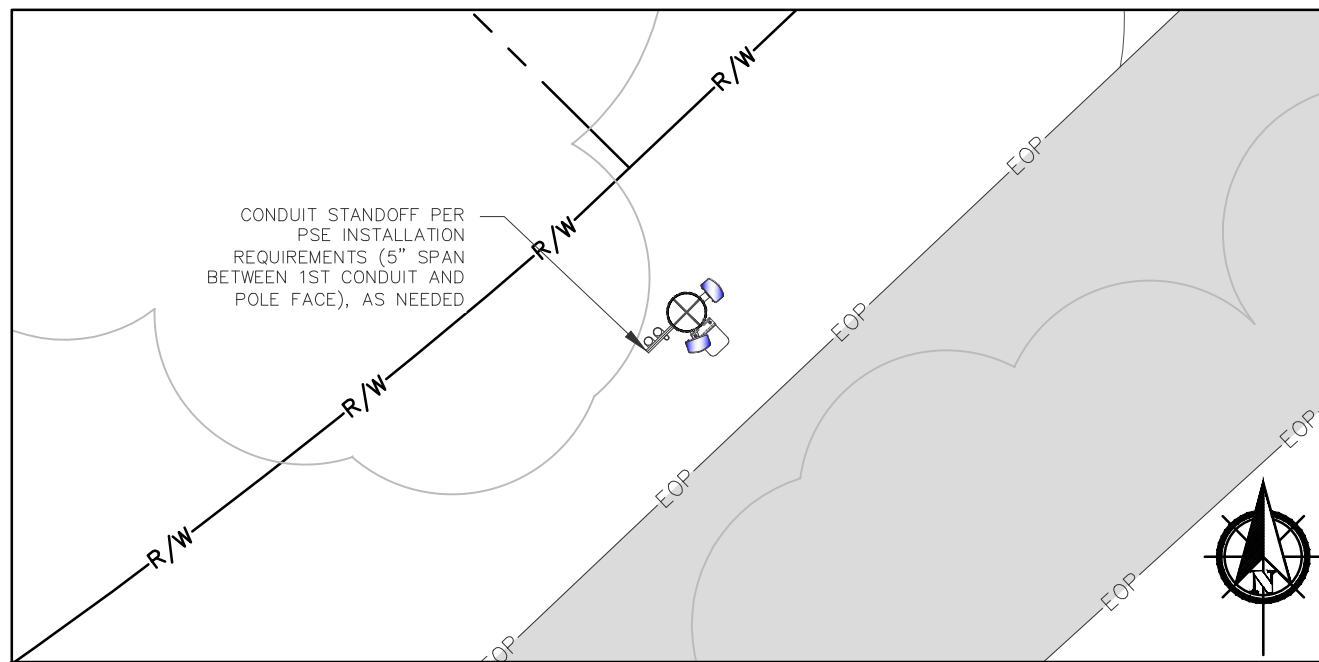 R/W
EOP
CONDUIT STANDOFF PER
PSE INSTALLATION
REQUIREMENTS (5” SPAN
BETWEEN 1ST CONDUIT AND
POLE FACE), AS NEEDED
R/W
EOP
R/W
EOP
EOP
R/W
N
EOP
EOP